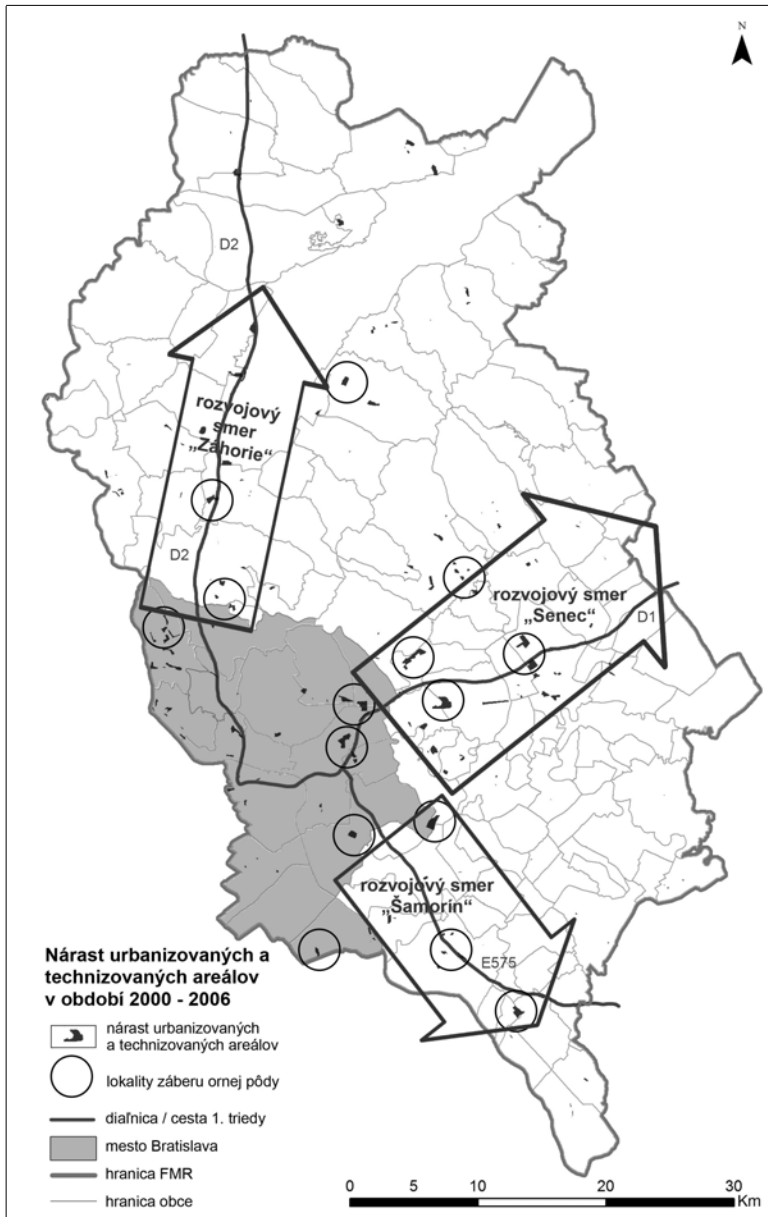 N
D2
rozvojový
smer
„Záhorie“
D2
rozvojový smer
„Senec“
D1
rozvojový smer
„Šamorín“
E575
Nárast urbanizovaných a
technizovaných areálov
v období 2000 - 2006
nárast urbanizovaných
a technizovaných areálov
lokality záberu ornej pôdy
diaľnica / cesta 1. triedy
mesto Bratislava
hranica FMR
hranica obce
0 5 10 20 30
Km